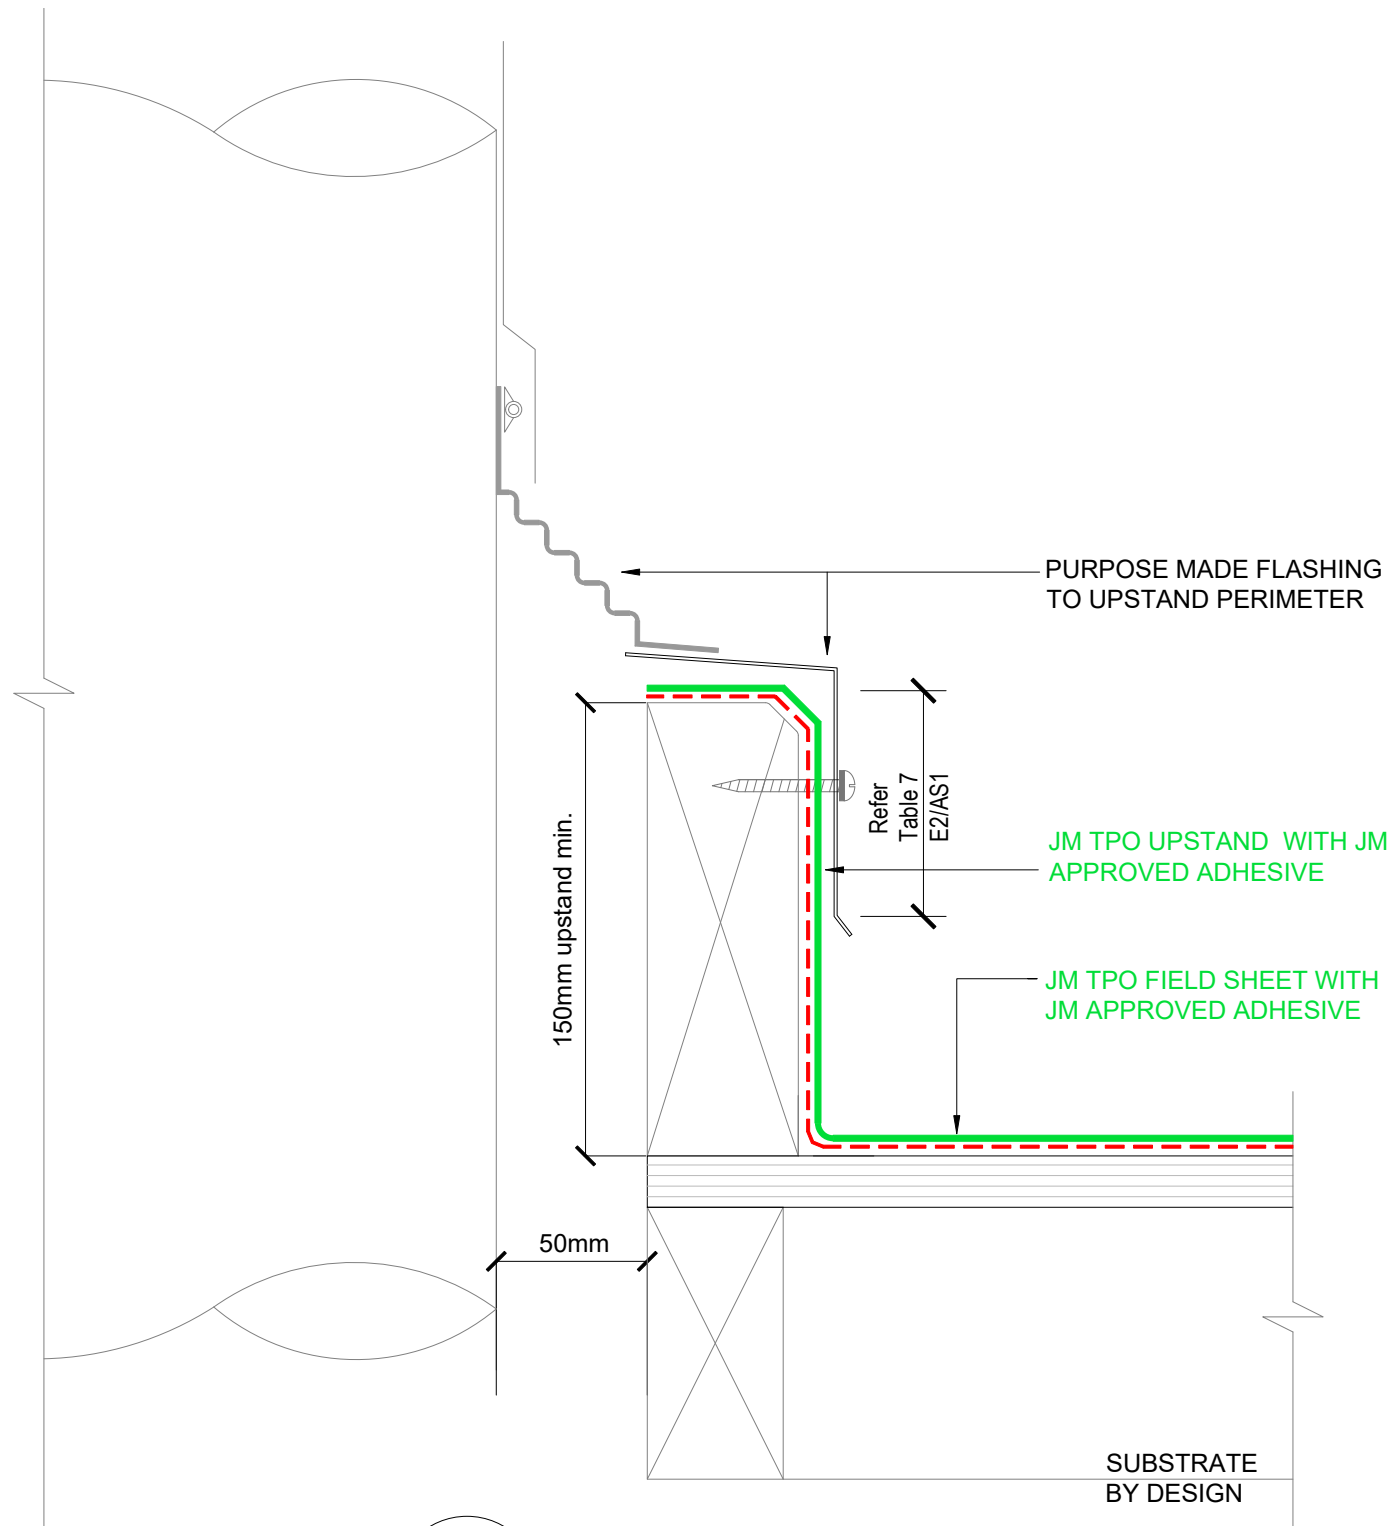 PURPOSE MADE FLASHING
TO UPSTAND PERIMETER
Refer
Table 7
E2/AS1
150mm upstand min.
JM TPO UPSTAND WITH JM
APPROVED ADHESIVE
JM TPO FIELD SHEET WITH
JM APPROVED ADHESIVE
50mm
SUBSTRATE
BY DESIGN